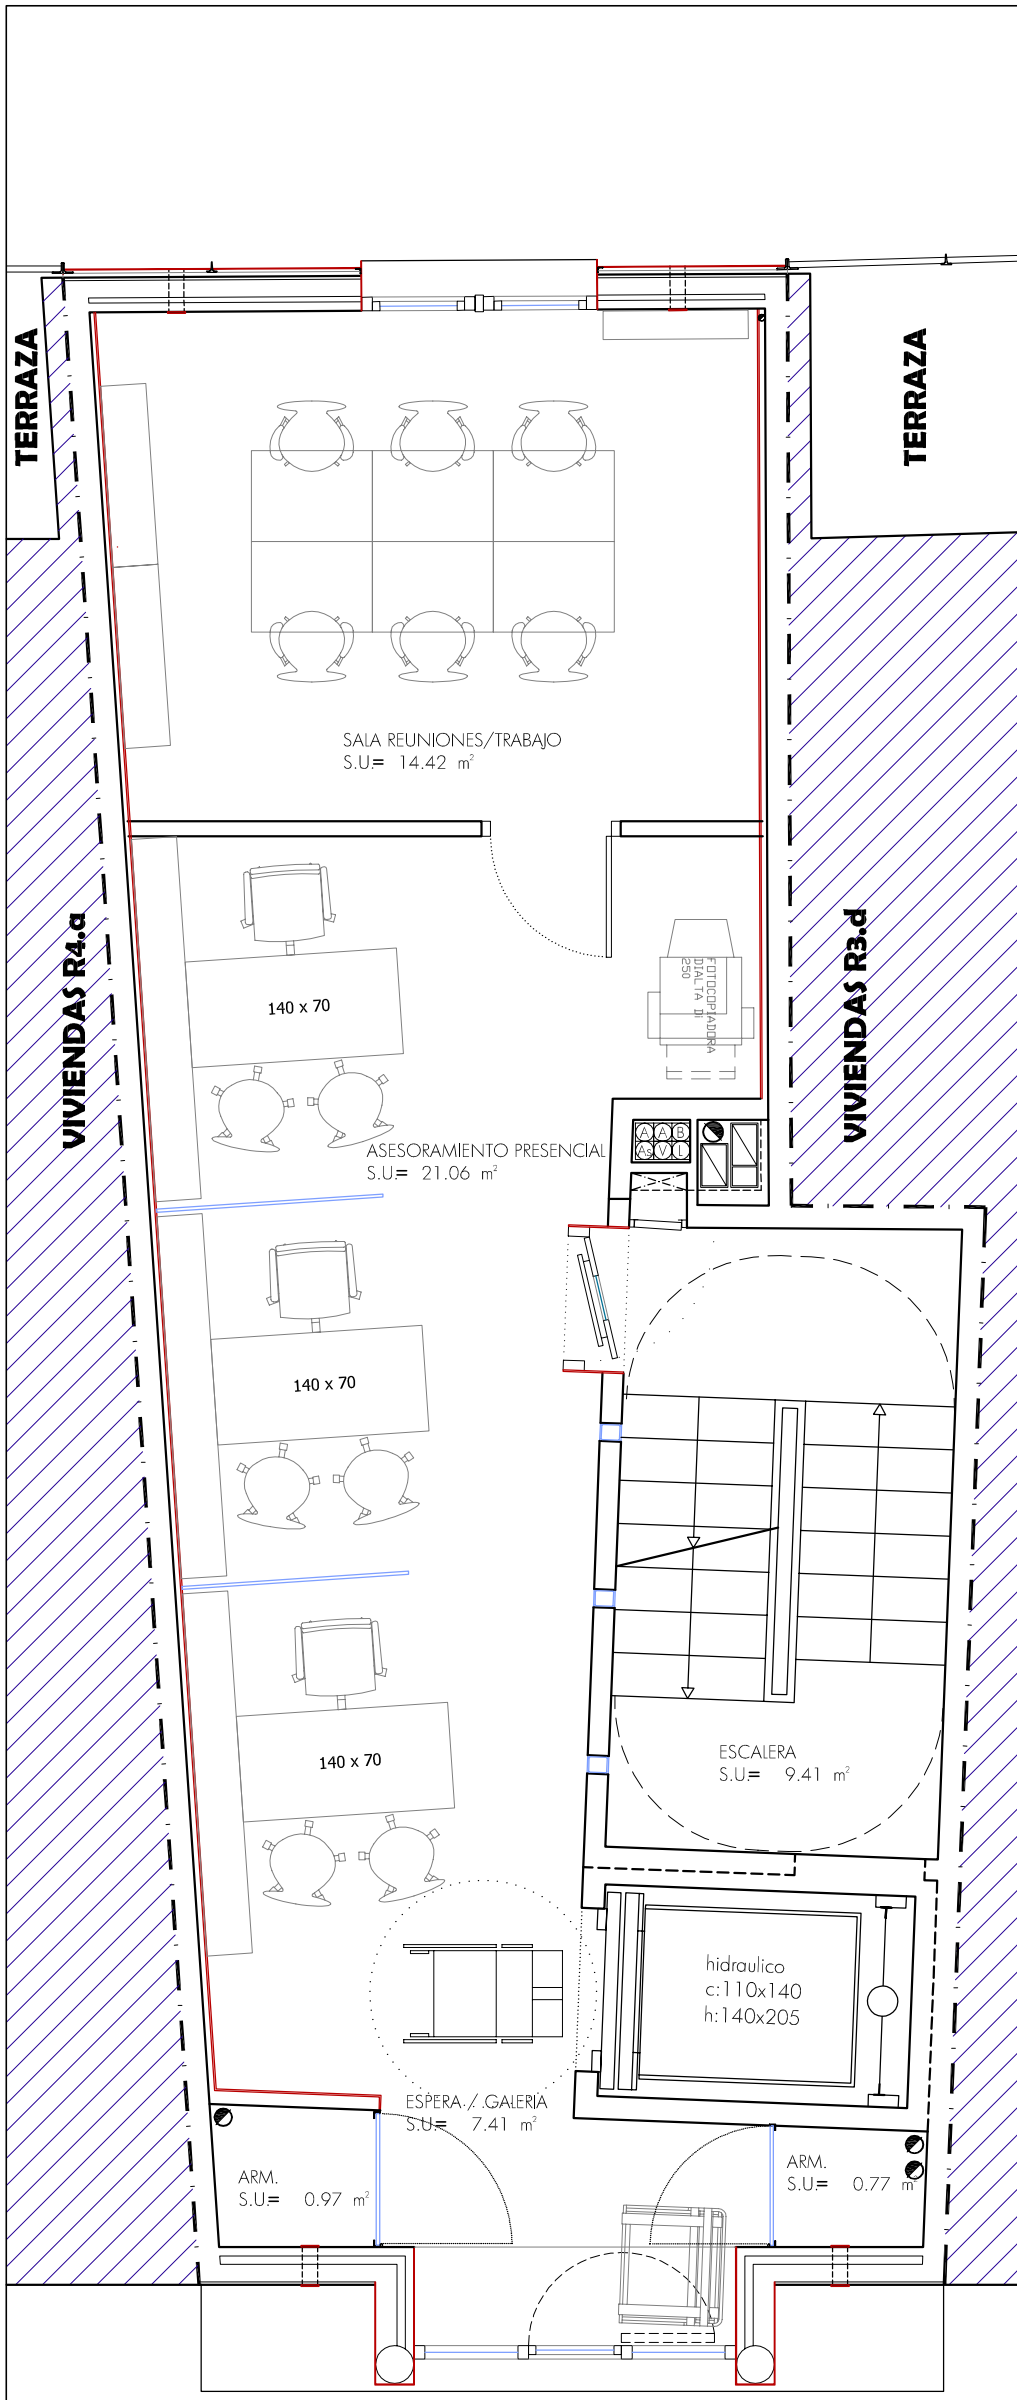 TERRAZA
TERRAZA
SALA REUNIONES/TRABAJO
S.U.= 14.42 m²
VIVIENDAS R4.a
VIVIENDAS R3.d
140 x 70
FOTOCOPIADORA
DIALTA Di
250
A A B
As V L
ASESORAMIENTO PRESENCIAL
S.U.= 21.06 m²
140 x 70
140 x 70
ESCALERA
S.U.= 9.41 m²
hidraulico
c:110x140
h:140x205
ESPERA / GALERIA
S.U.= 7.41 m²
ARM.
S.U.= 0.97 m²
ARM.
S.U.= 0.77 m²